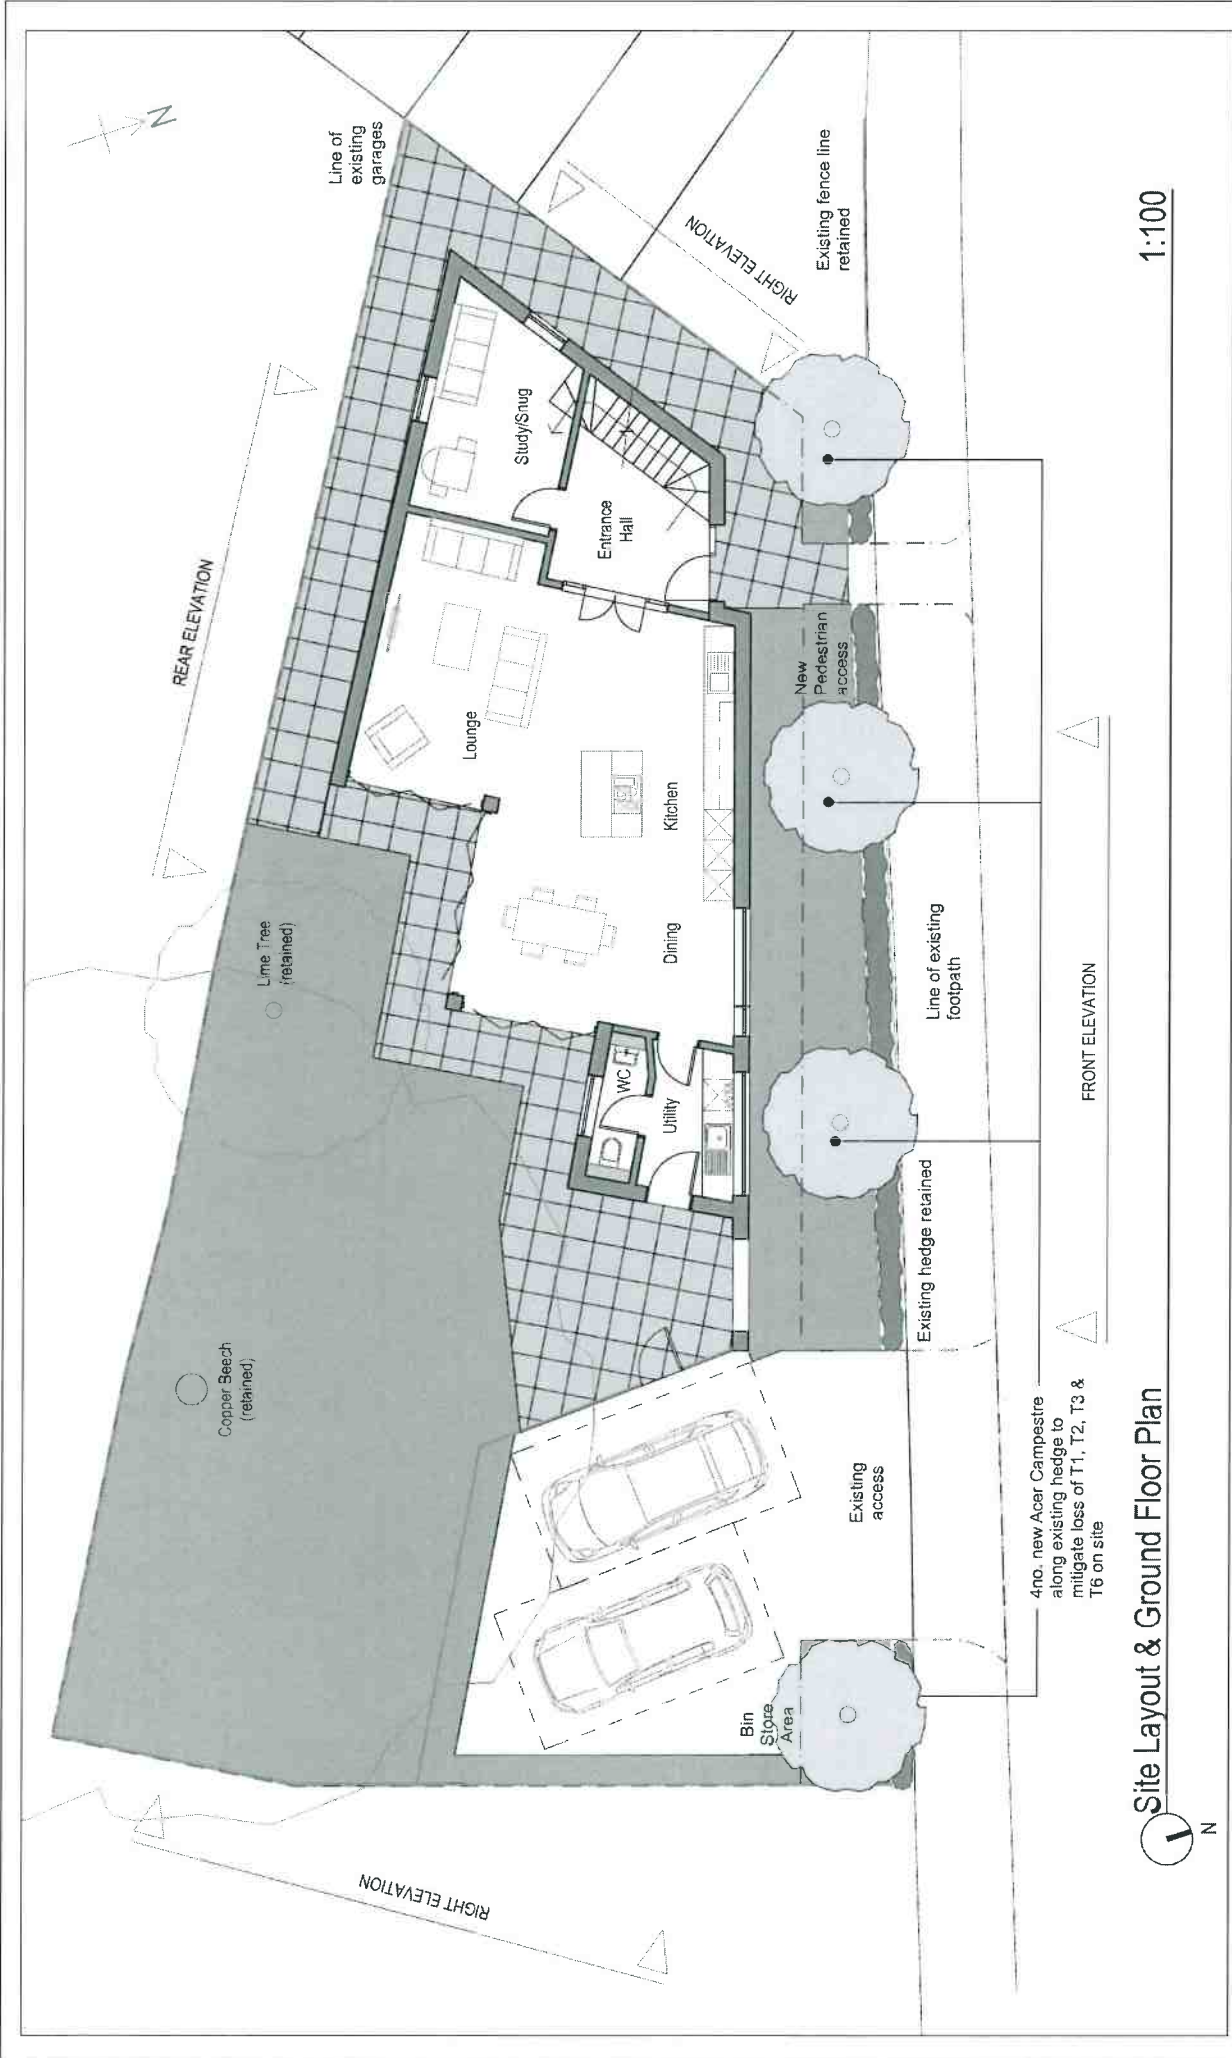 N
Line of
existing
garages
REAR ELEVATION
RIGHT ELEVATION
Existing fence line
retained
Study/Snug
Entrance
Hall
Lounge
Kitchen
Dining
WC
Utility
New
Pedestrian
access
Lime Tree
(retained)
Copper Beech
(retained)
Line of existing
footpath
FRONT ELEVATION
Existing hedge retained
Existing
access
Bin
Store
Area
RIGHT ELEVATION
4no. new Acer Campestre
along existing hedge to
mitigate loss of T1, T2, T3 &
T6 on site
Site Layout & Ground Floor Plan
1:100
N